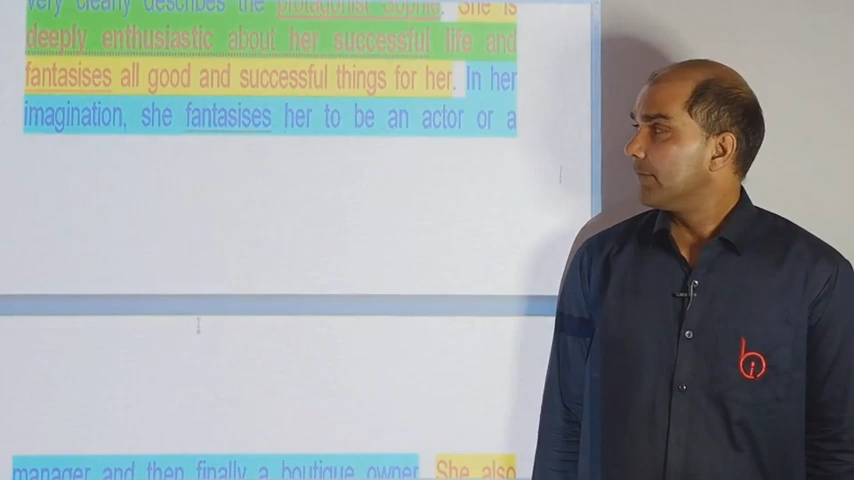 very clearly describes the protagonist sophie. She is
deeply enthusiastic about her successful life and
fantasises all good and successful things for her. In her
imagination, she fantasises her to be an actor or a
manager and then finally a boutique owner. She also
bi